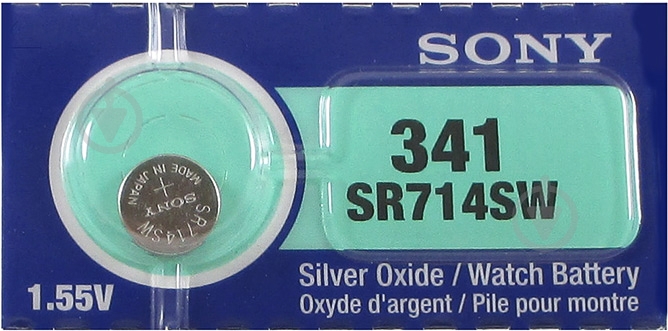 SONY
341
SR714SW
MADE IN JAPAN
+
SONY
SR714SW
1.55V
Silver Oxide / Watch Battery
Oxyde d'argent / Pile pour montre